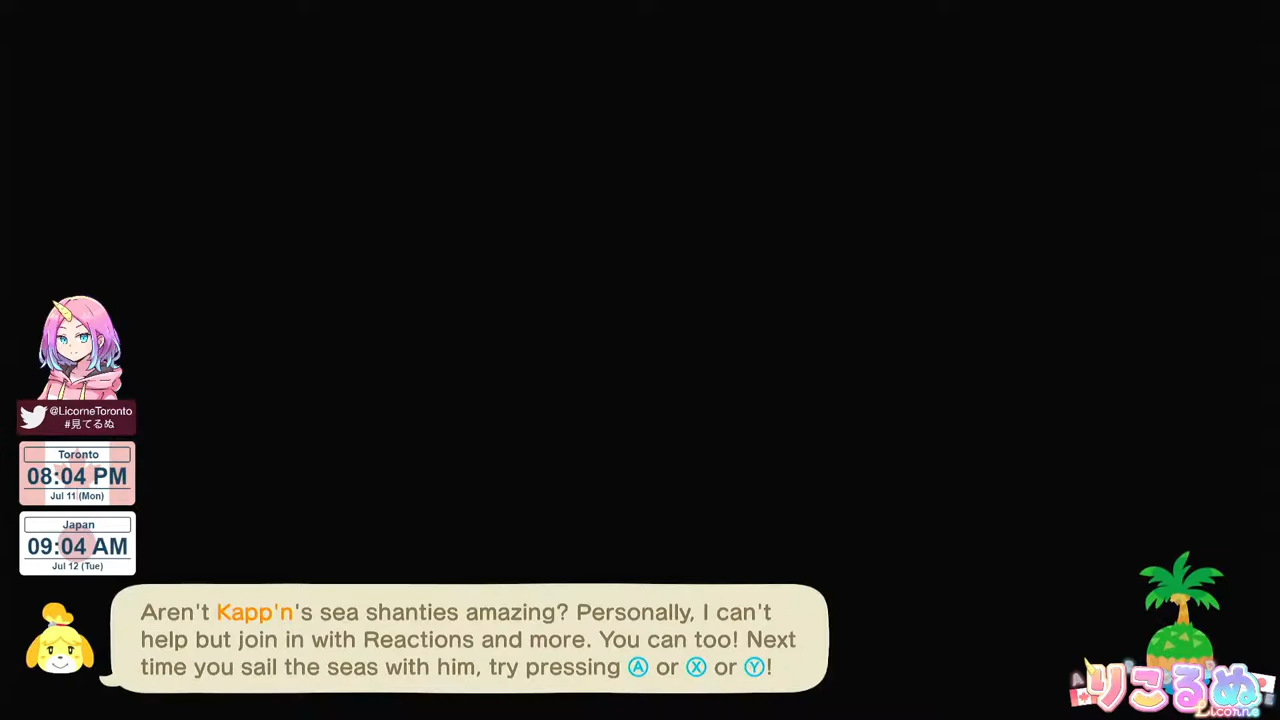 @LicorneToronto
#見てるぬ
Toronto
08:04 PM
Jul 11 (Mon)
Japan
09:04 AM
Jul 12 (Tue)
Aren't Kapp'n's sea shanties amazing? Personally, I can't
help but join in with Reactions and more. You can too! Next
time you sail the seas with him, try pressing A or X or Y!
りこるぬ
Licorne